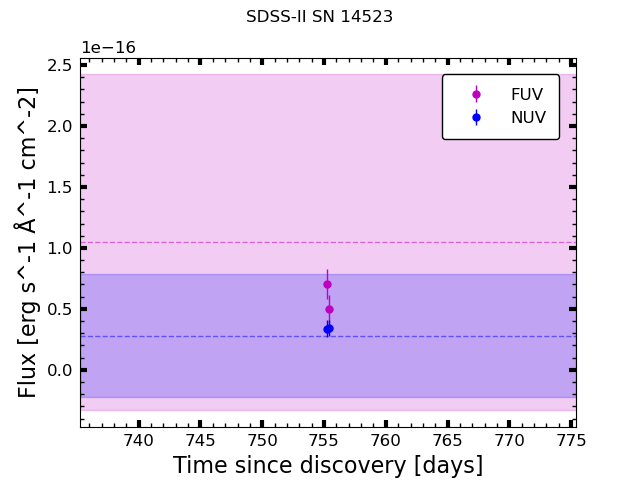 SDSS-II SN 14523
1e−16
2.5
2.0
1.5
1.0
0.5
0.0
Flux [erg s^-1 Å^-1 cm^-2]
FUV
NUV
740 745 750 755 760 765 770 775
Time since discovery [days]